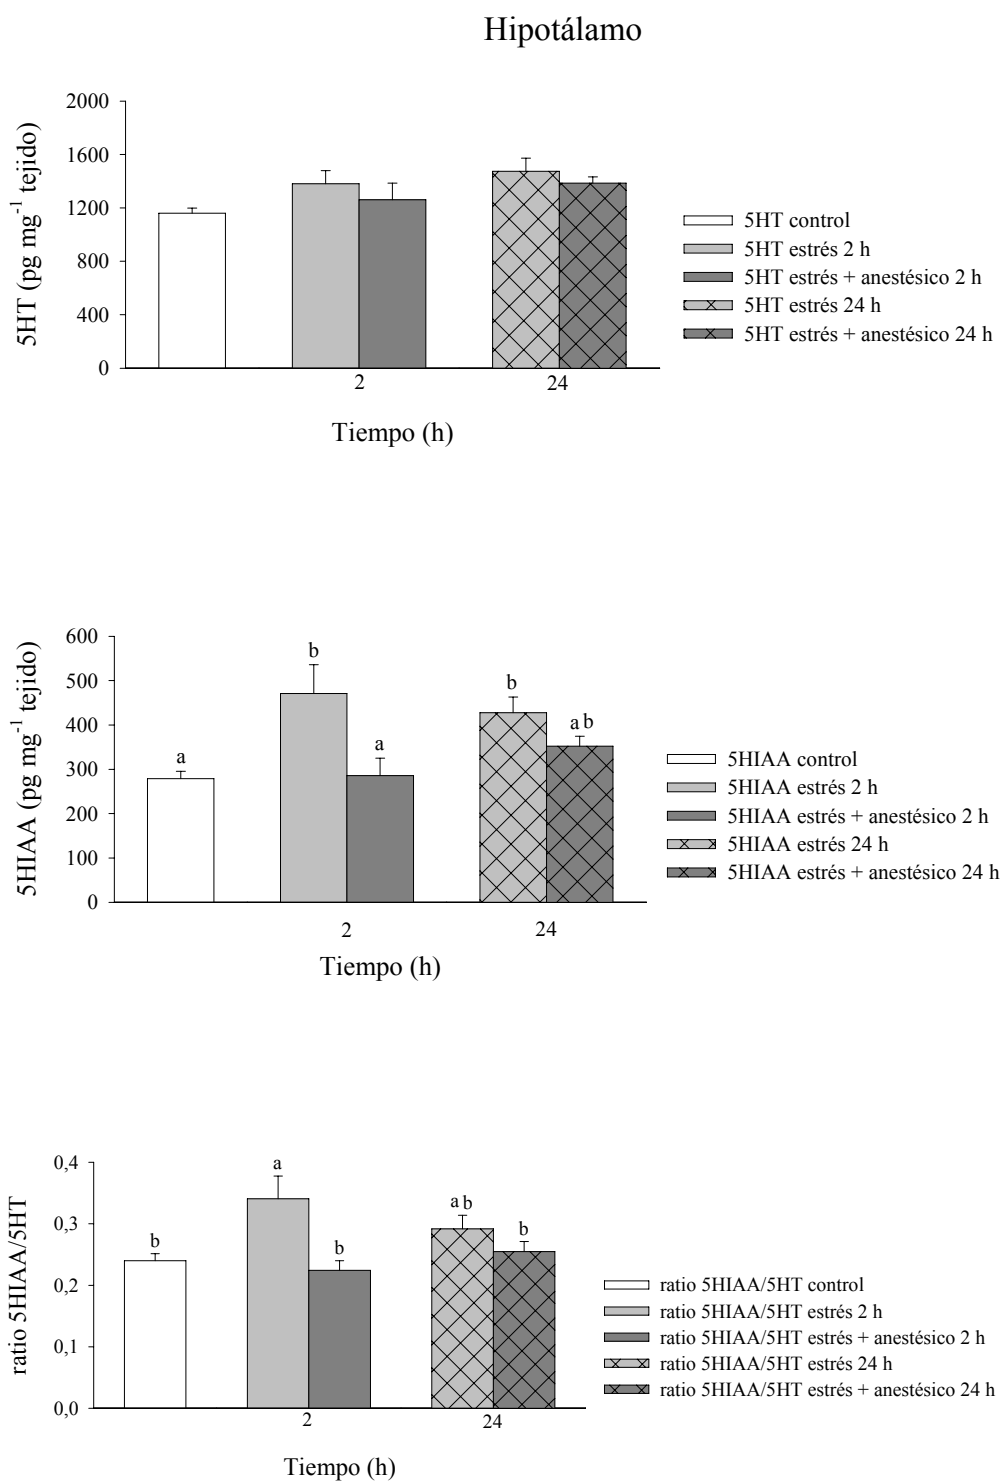 Hipotálamo
5HT (pg mg-1 tejido)
2000
1600
1200
800
400
0
2
24
Tiempo (h)
5HT control
5HT estrés 2 h
5HT estrés + anestésico 2 h
5HT estrés 24 h
5HT estrés + anestésico 24 h
5HIAA (pg mg-1 tejido)
600
500
400
300
200
100
0
a
b
a
b
a b
2
24
Tiempo (h)
5HIAA control
5HIAA estrés 2 h
5HIAA estrés + anestésico 2 h
5HIAA estrés 24 h
5HIAA estrés + anestésico 24 h
ratio 5HIAA/5HT
0,4
0,3
0,2
0,1
0,0
b
a
b
a b
b
2
24
Tiempo (h)
ratio 5HIAA/5HT control
ratio 5HIAA/5HT estrés 2 h
ratio 5HIAA/5HT estrés + anestésico 2 h
ratio 5HIAA/5HT estrés 24 h
ratio 5HIAA/5HT estrés + anestésico 24 h